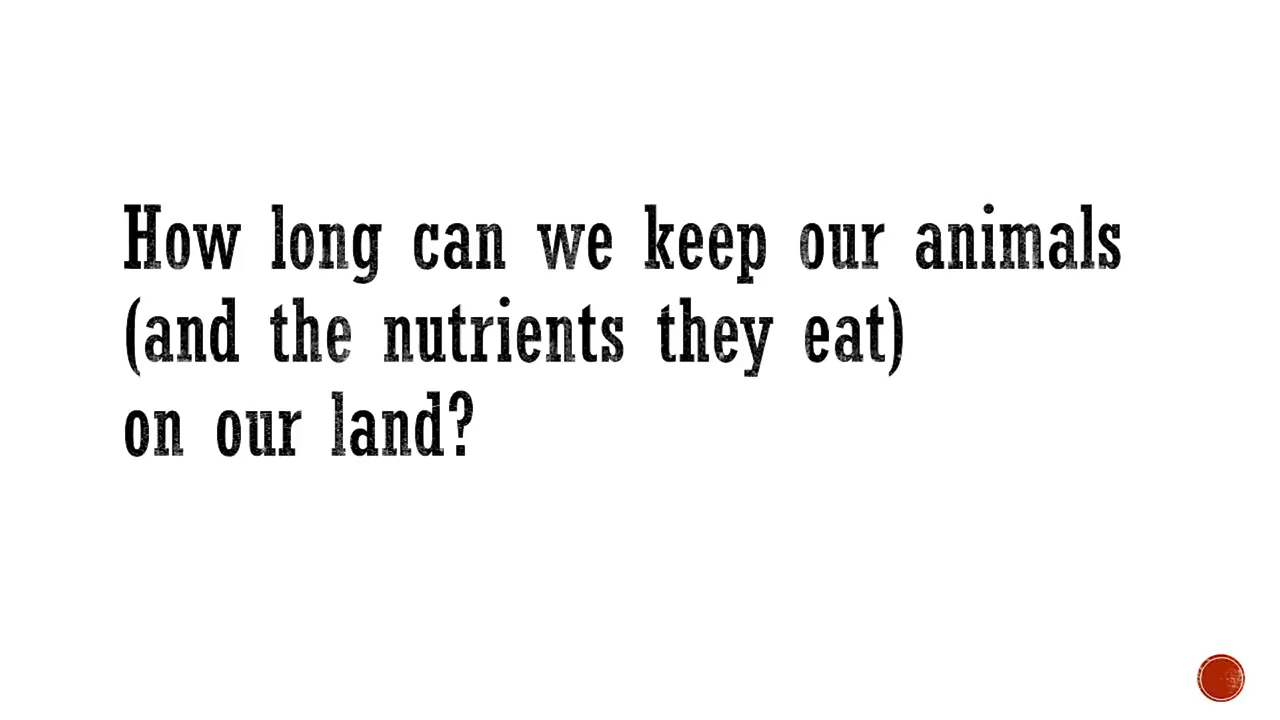 How long can we keep our animals
(and the nutrients they eat)
on our land?